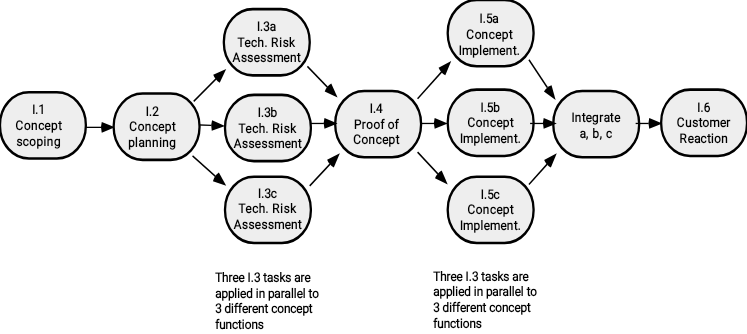 I.1
Concept
scoping
I.2
Concept
planning
I.3a
Tech. Risk
Assessment
I.3b
Tech. Risk
Assessment
I.3c
Tech. Risk
Assessment
I.4
Proof of
Concept
I.5a
Concept
Implement.
I.5b
Concept
Implement.
I.5c
Concept
Implement.
Integrate
a, b, c
I.6
Customer
Reaction
Three I.3 tasks are
applied in parallel to
3 different concept
functions
Three I.3 tasks are
applied in parallel to
3 different concept
functions